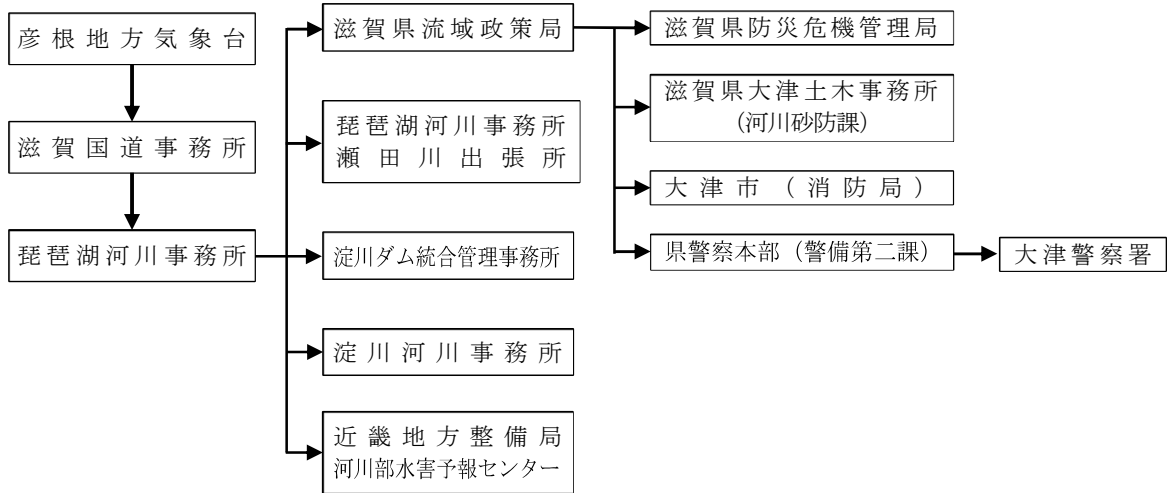 彦根地方気象台
滋賀国道事務所
琵琶湖河川事務所
滋賀県流域政策局
琵琶湖河川事務所
瀬田川出張所
淀川ダム統合管理事務所
淀川河川事務所
近畿地方整備局
河川部水害予報センター
滋賀県防災危機管理局
滋賀県大津土木事務所
(河川砂防課)
大津市(消防局)
県警察本部(警備第二課)
大津警察署